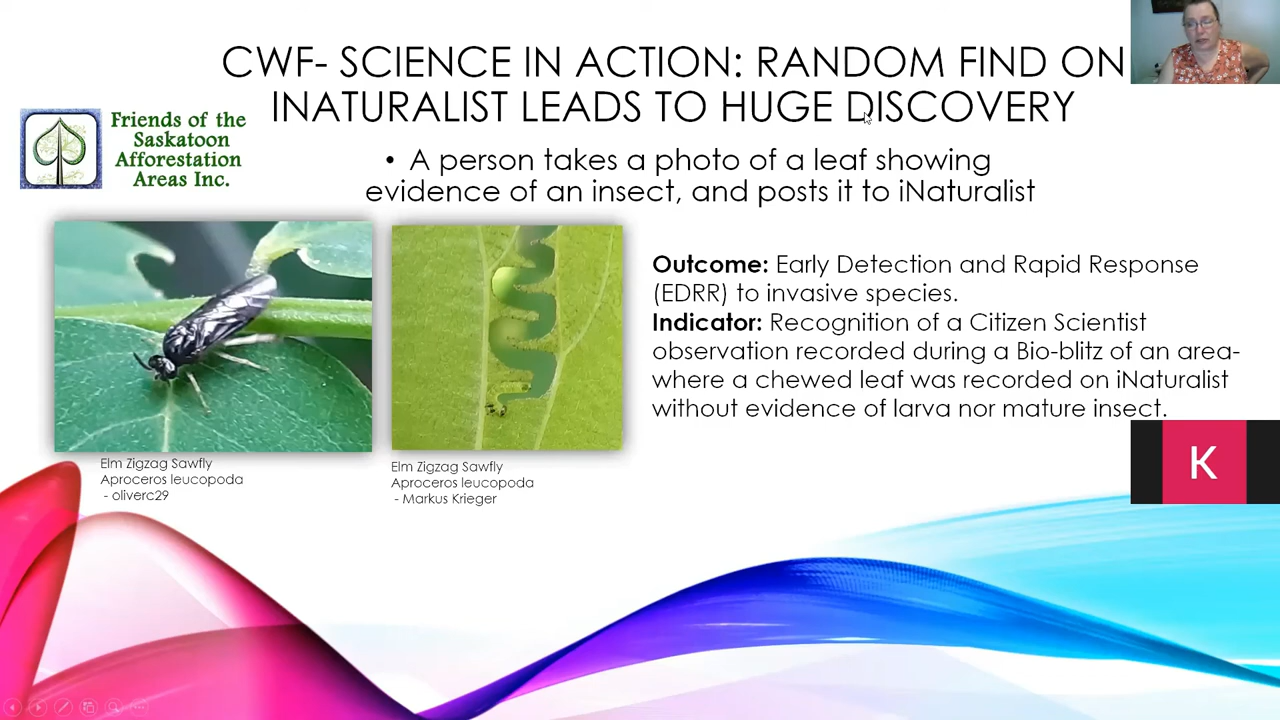 CWF- SCIENCE IN ACTION: RANDOM FIND ON
INATURALIST LEADS TO HUGE DISCOVERY
Friends of the
Saskatoon
Afforestation
Areas Inc.
• A person takes a photo of a leaf showing
evidence of an insect, and posts it to iNaturalist
Outcome: Early Detection and Rapid Response
(EDRR) to invasive species.
Indicator: Recognition of a Citizen Scientist
observation recorded during a Bio-blitz of an area-
where a chewed leaf was recorded on iNaturalist
without evidence of larva nor mature insect.
Elm Zigzag Sawfly
Aproceros leucopoda
- oliverc29
Elm Zigzag Sawfly
Aproceros leucopoda
- Markus Krieger
K